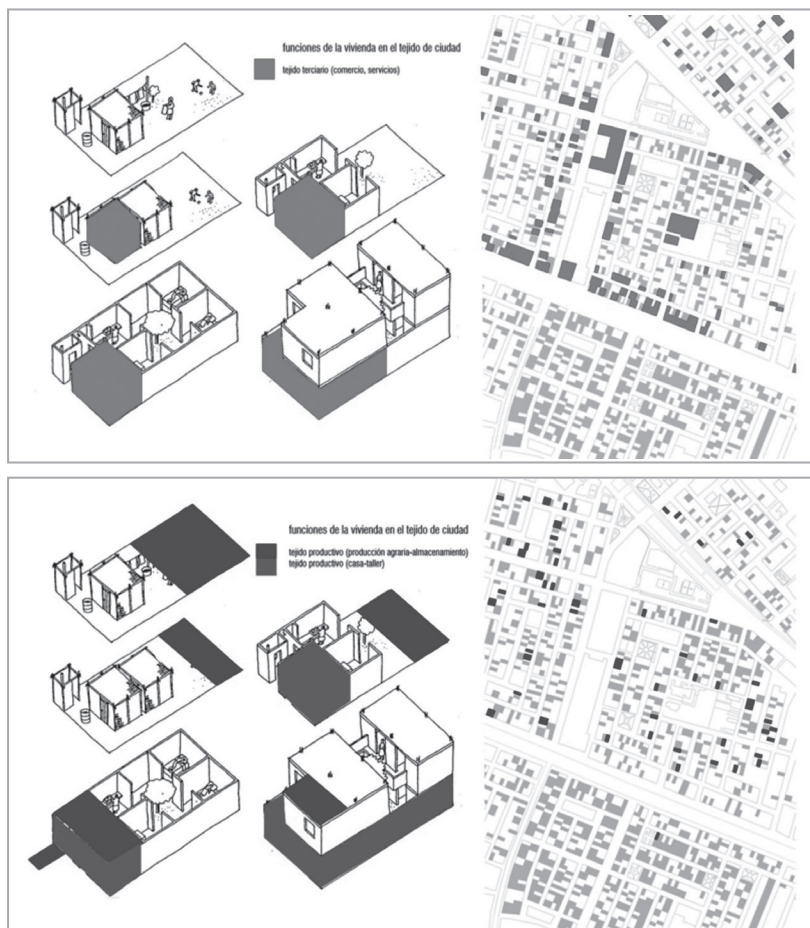 funciones de la vivienda en el tejido de ciudad
tejido terciario (comercio, servicios)
funciones de la vivienda en el tejido de ciudad
tejido productivo (producción agraria-almacenamiento)
tejido productivo (casa-taller)